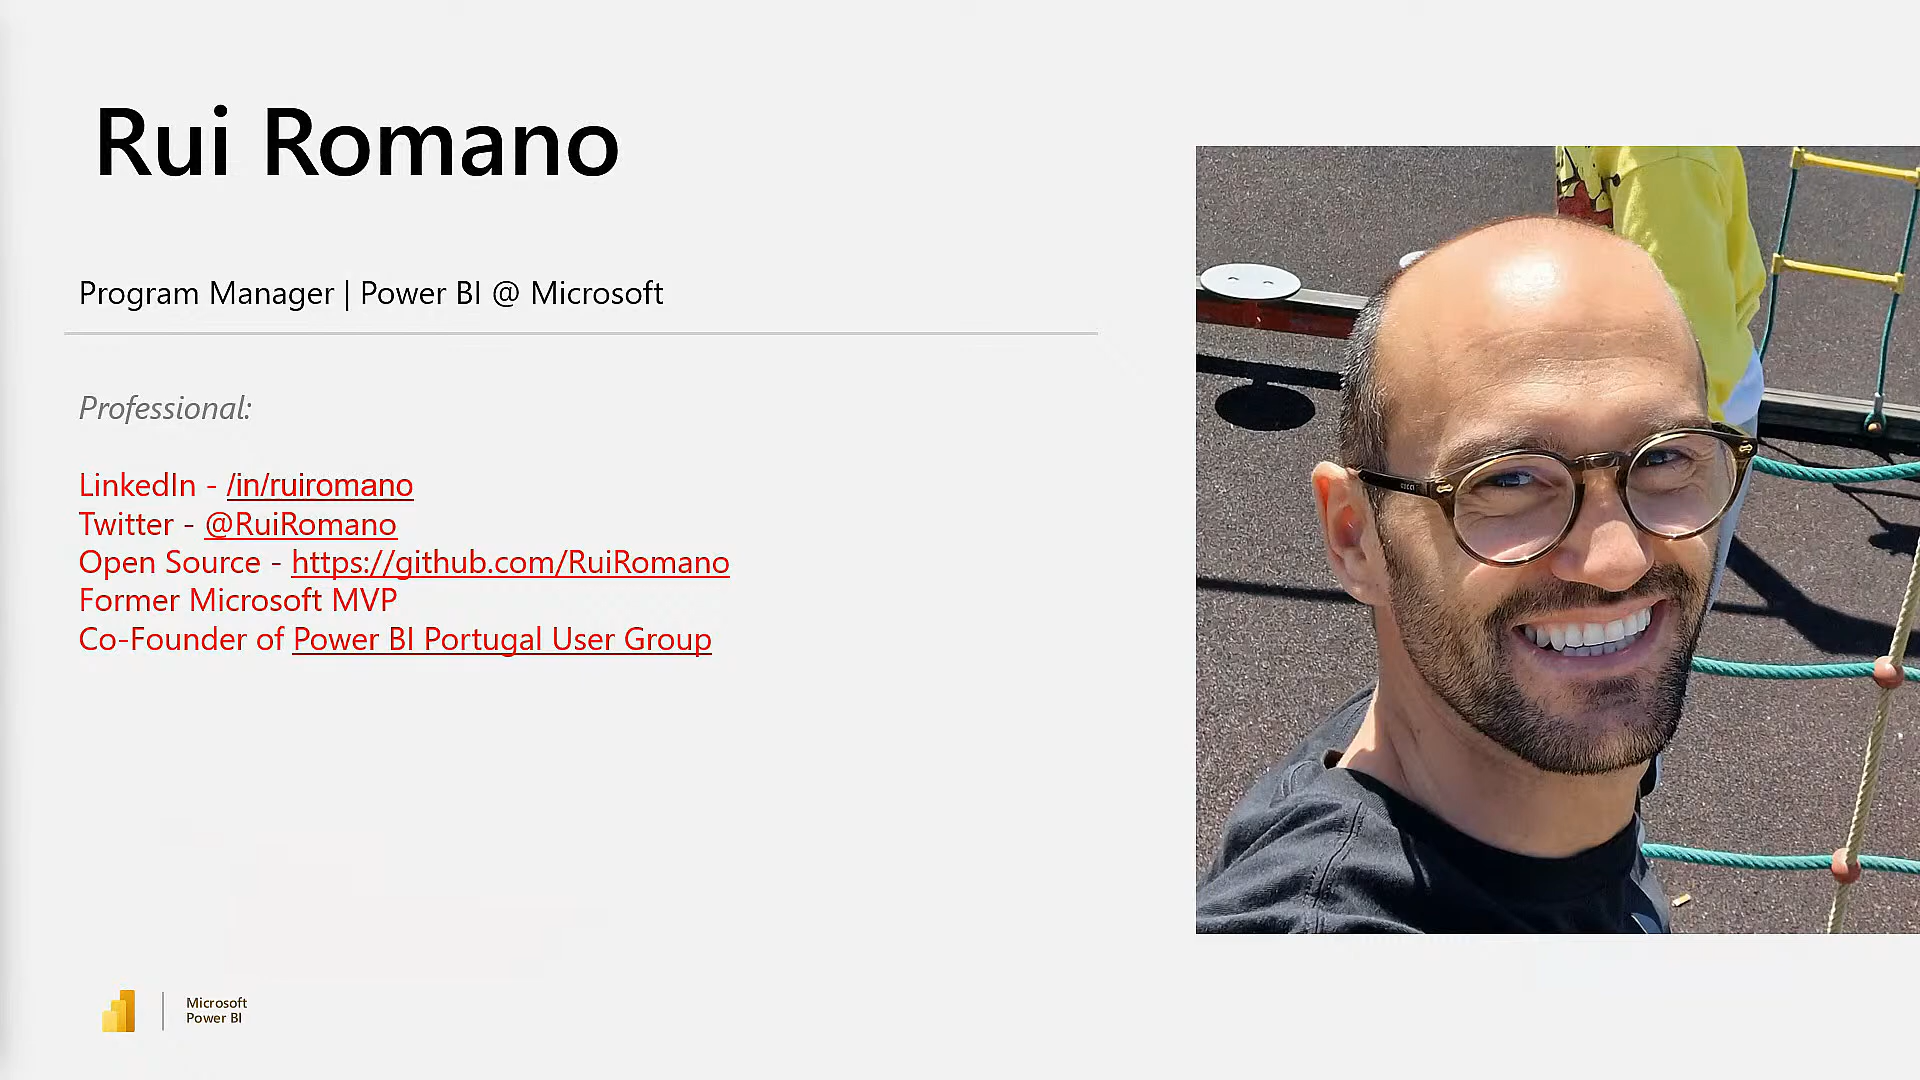 Rui Romano
Program Manager | Power BI @ Microsoft
Professional:
LinkedIn - /in/ruiromano
Twitter - @RuiRomano
Open Source - https://github.com/RuiRomano
Former Microsoft MVP
Co-Founder of Power BI Portugal User Group
Microsoft
Power BI